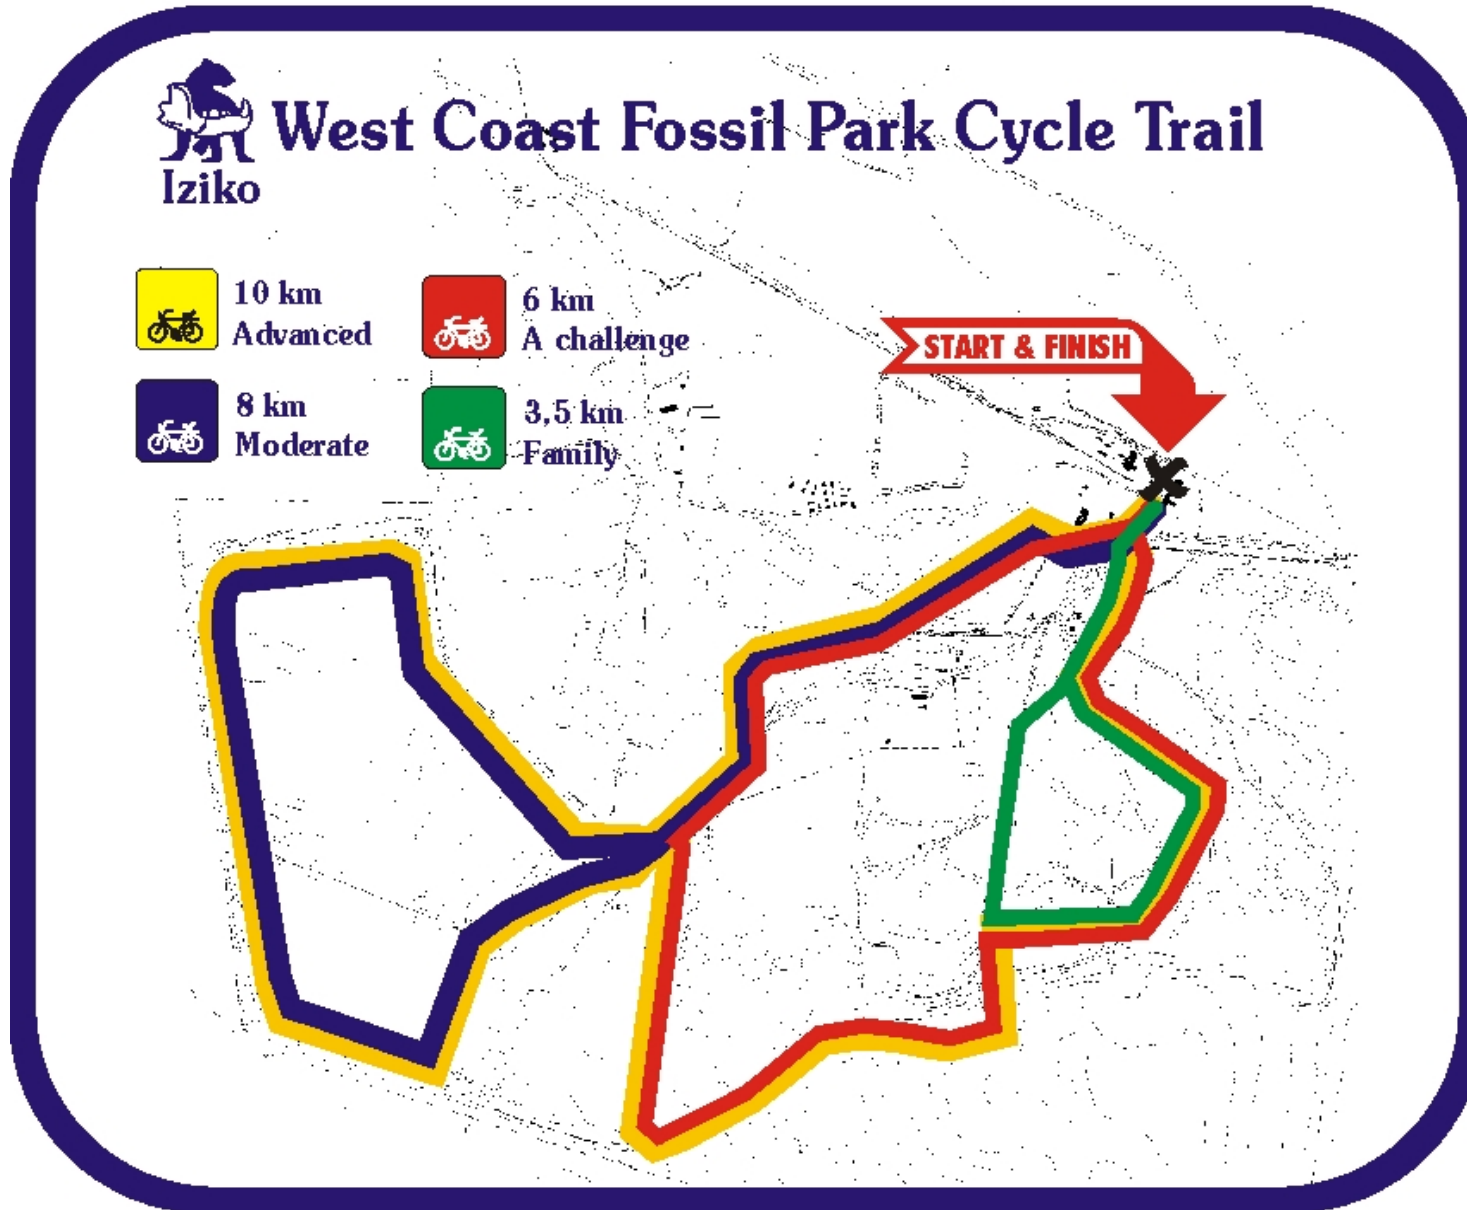 West Coast Fossil Park Cycle Trail
Iziko
10 km
Advanced
6 km
A challenge
8 km
Moderate
3,5 km
Family
START & FINISH